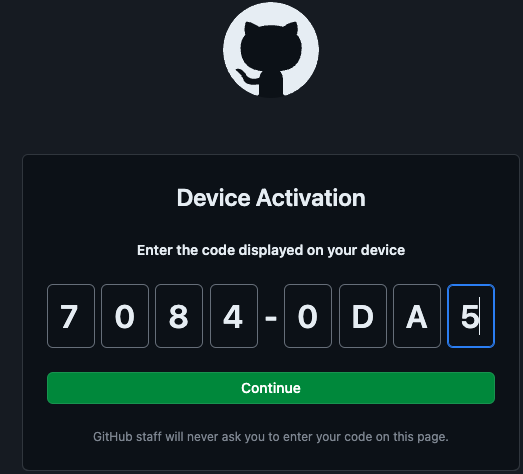 Device Activation
Enter the code displayed on your device
7 0 8 4 - 0 D A 5
Continue
GitHub staff will never ask you to enter your code on this page.